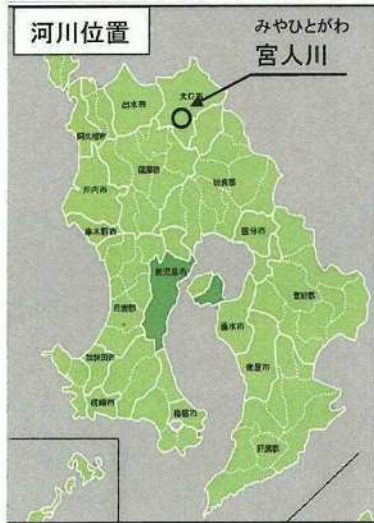 河川位置
みやひとがわ
宮人川
出水市
大口市
阿久根市
薩摩郡
川内市
姶良郡
串木野市
国分市
鹿児島市
曽於郡
日置郡
垂水市
鹿屋市
加世田市
枕崎市
指宿市
肝属郡